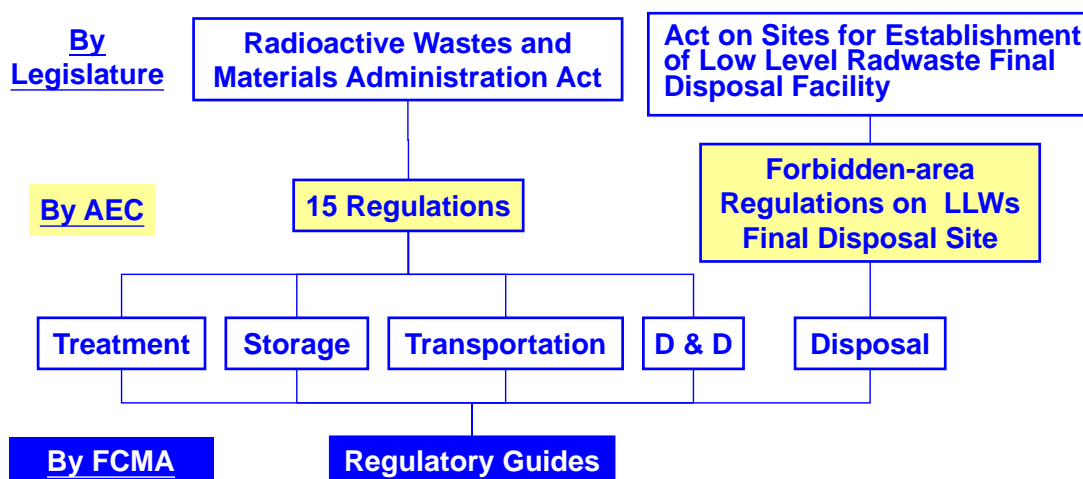 By
Legislature
Radioactive Wastes and
Materials Administration Act
Act on Sites for Establishment
of Low Level Radwaste Final
Disposal Facility
By AEC
15 Regulations
Forbidden-area
Regulations on LLWs
Final Disposal Site
Treatment
Storage
Transportation
D & D
Disposal
By FCMA
Regulatory Guides